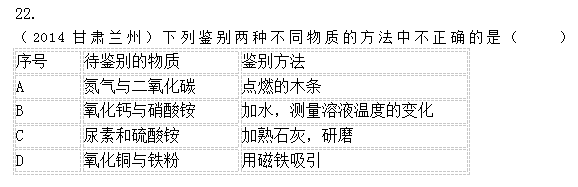 22.
（2014 甘肃兰州）下列鉴别两种不同物质的方法中不正确的是（　　）
序号 待鉴别的物质 鉴别方法
A 氮气与二氧化碳 点燃的木条
B 氧化钙与硝酸铵 加水，测量溶液温度的变化
C 尿素和硫酸铵 加熟石灰，研磨
D 氧化铜与铁粉 用磁铁吸引